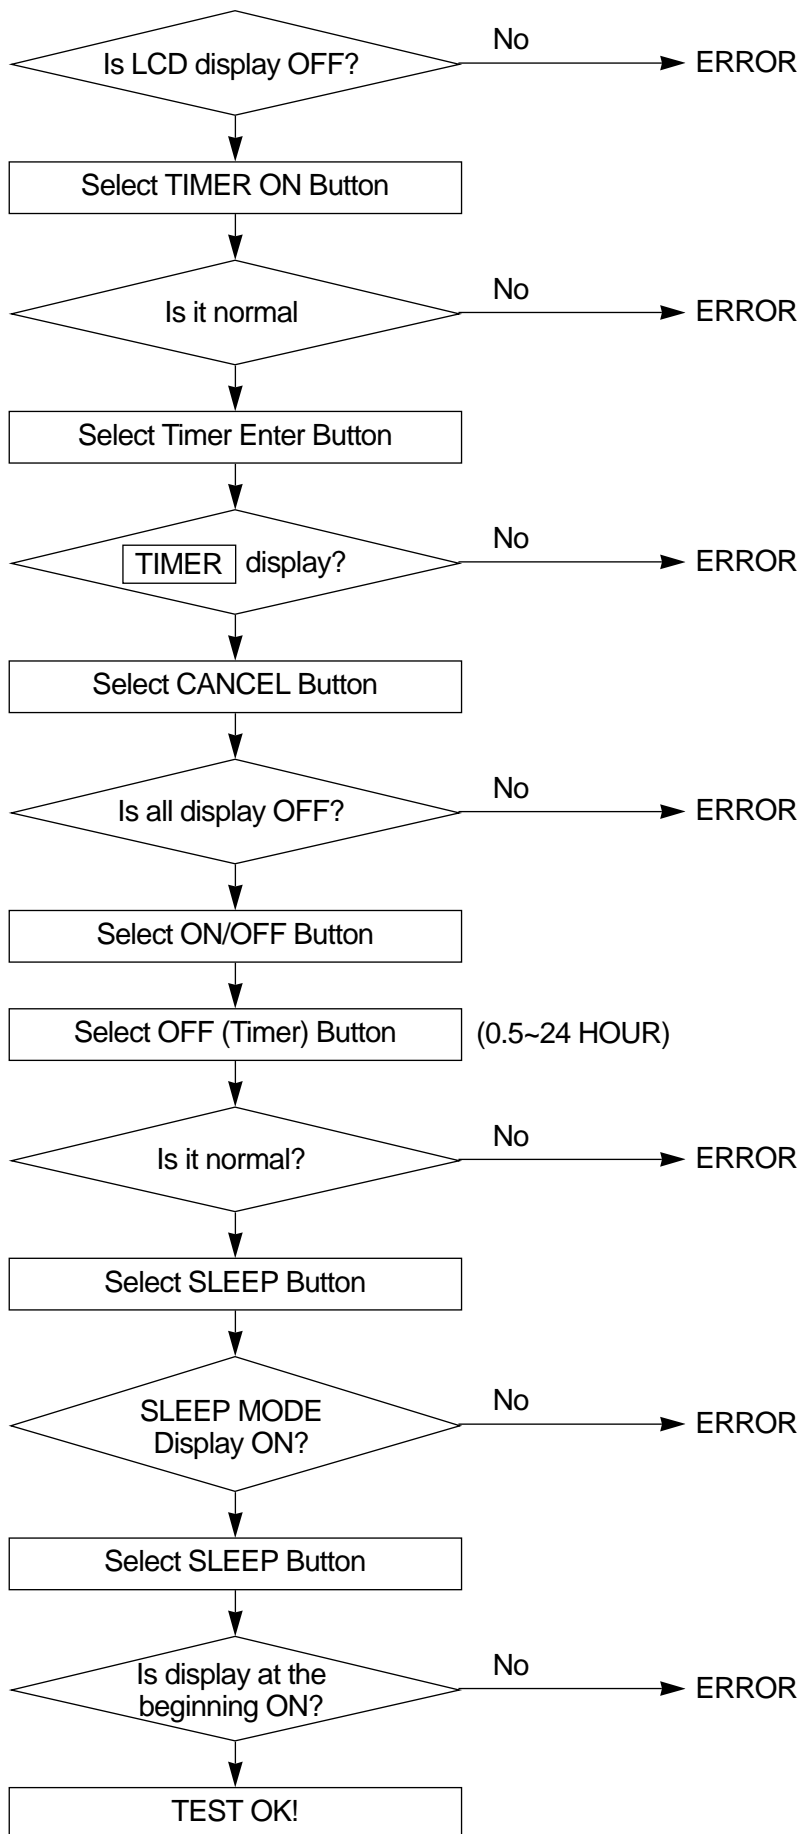 Is LCD display OFF?
No
ERROR
Select TIMER ON Button
Is it normal
No
ERROR
Select Timer Enter Button
TIMER display?
No
ERROR
Select CANCEL Button
Is all display OFF?
No
ERROR
Select ON/OFF Button
Select OFF (Timer) Button
(0.5~24 HOUR)
Is it normal?
No
ERROR
Select SLEEP Button
SLEEP MODE
Display ON?
No
ERROR
Select SLEEP Button
Is display at the
beginning ON?
No
ERROR
TEST OK!